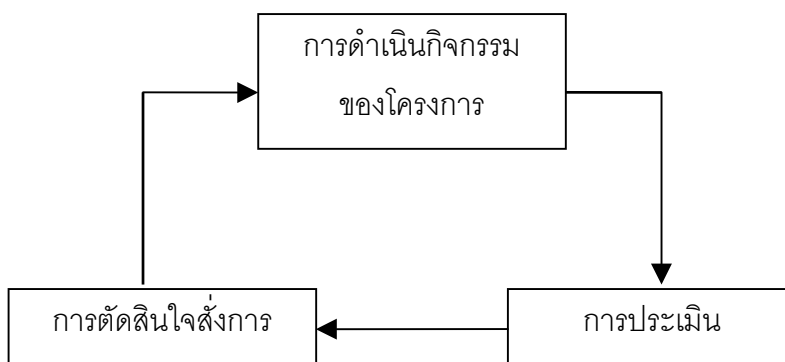 การดำเนินกิจกรรม
ของโครงการ
การตัดสินใจสั่งการ
การประเมิน